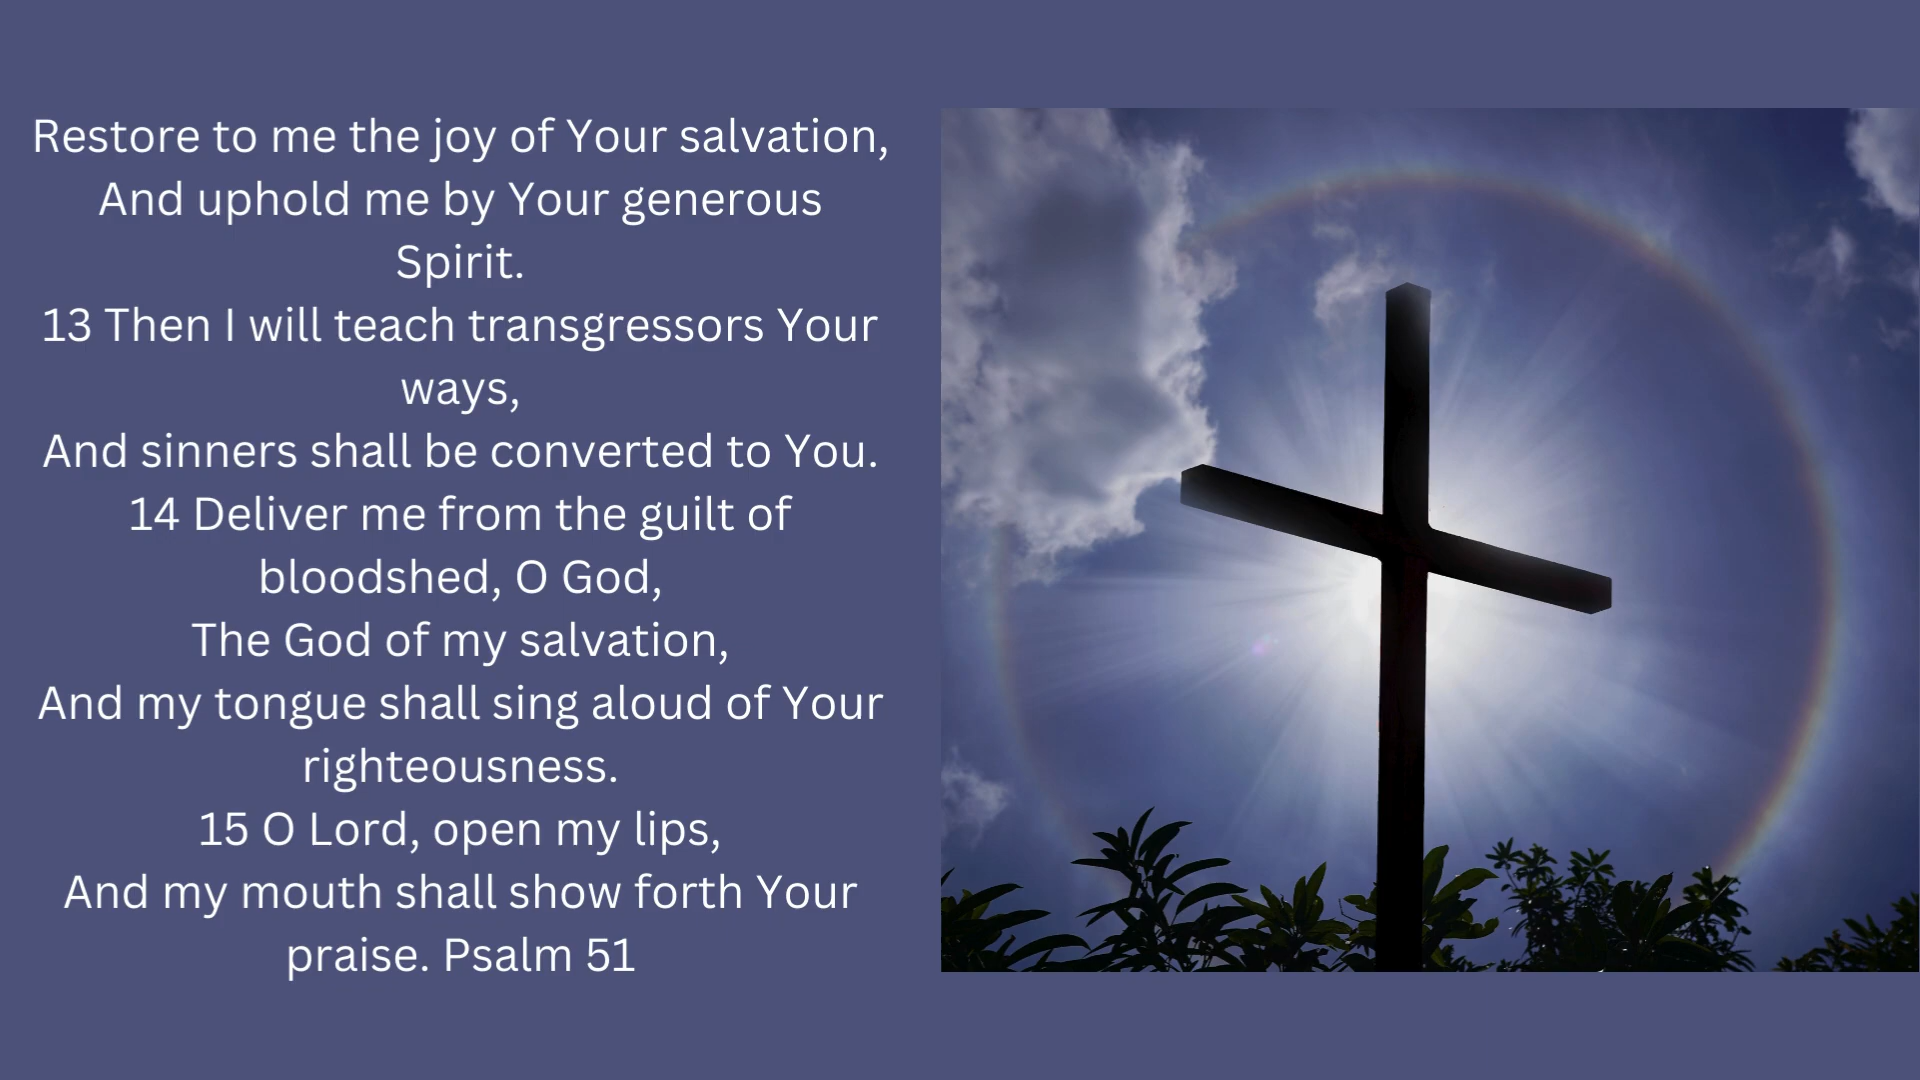 Restore to me the joy of Your salvation,
And uphold me by Your generous
Spirit.
13 Then I will teach transgressors Your
ways,
And sinners shall be converted to You.
14 Deliver me from the guilt of
bloodshed, O God,
The God of my salvation,
And my tongue shall sing aloud of Your
righteousness.
15 O Lord, open my lips,
And my mouth shall show forth Your
praise. Psalm 51